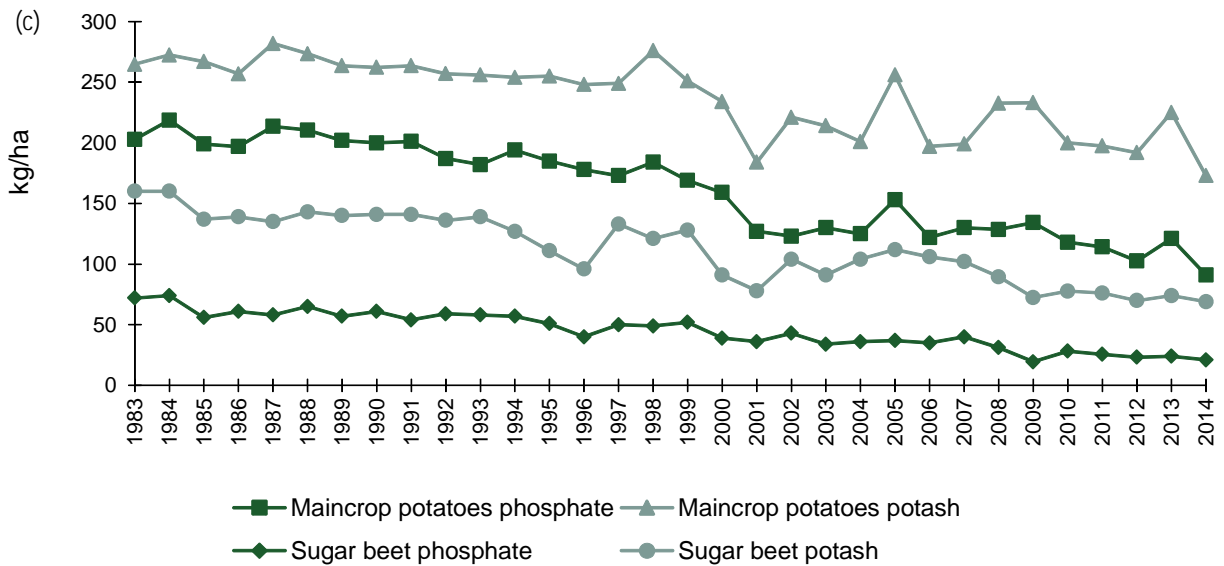 (c)
300
250
200
150
100
50
0
kg/ha
1983 1984 1985 1986 1987 1988 1989 1990 1991 1992 1993 1994 1995 1996 1997 1998 1999 2000 2001 2002 2003 2004 2005 2006 2007 2008 2009 2010 2011 2012 2013 2014
Maincrop potatoes phosphate Maincrop potatoes potash
Sugar beet phosphate Sugar beet potash